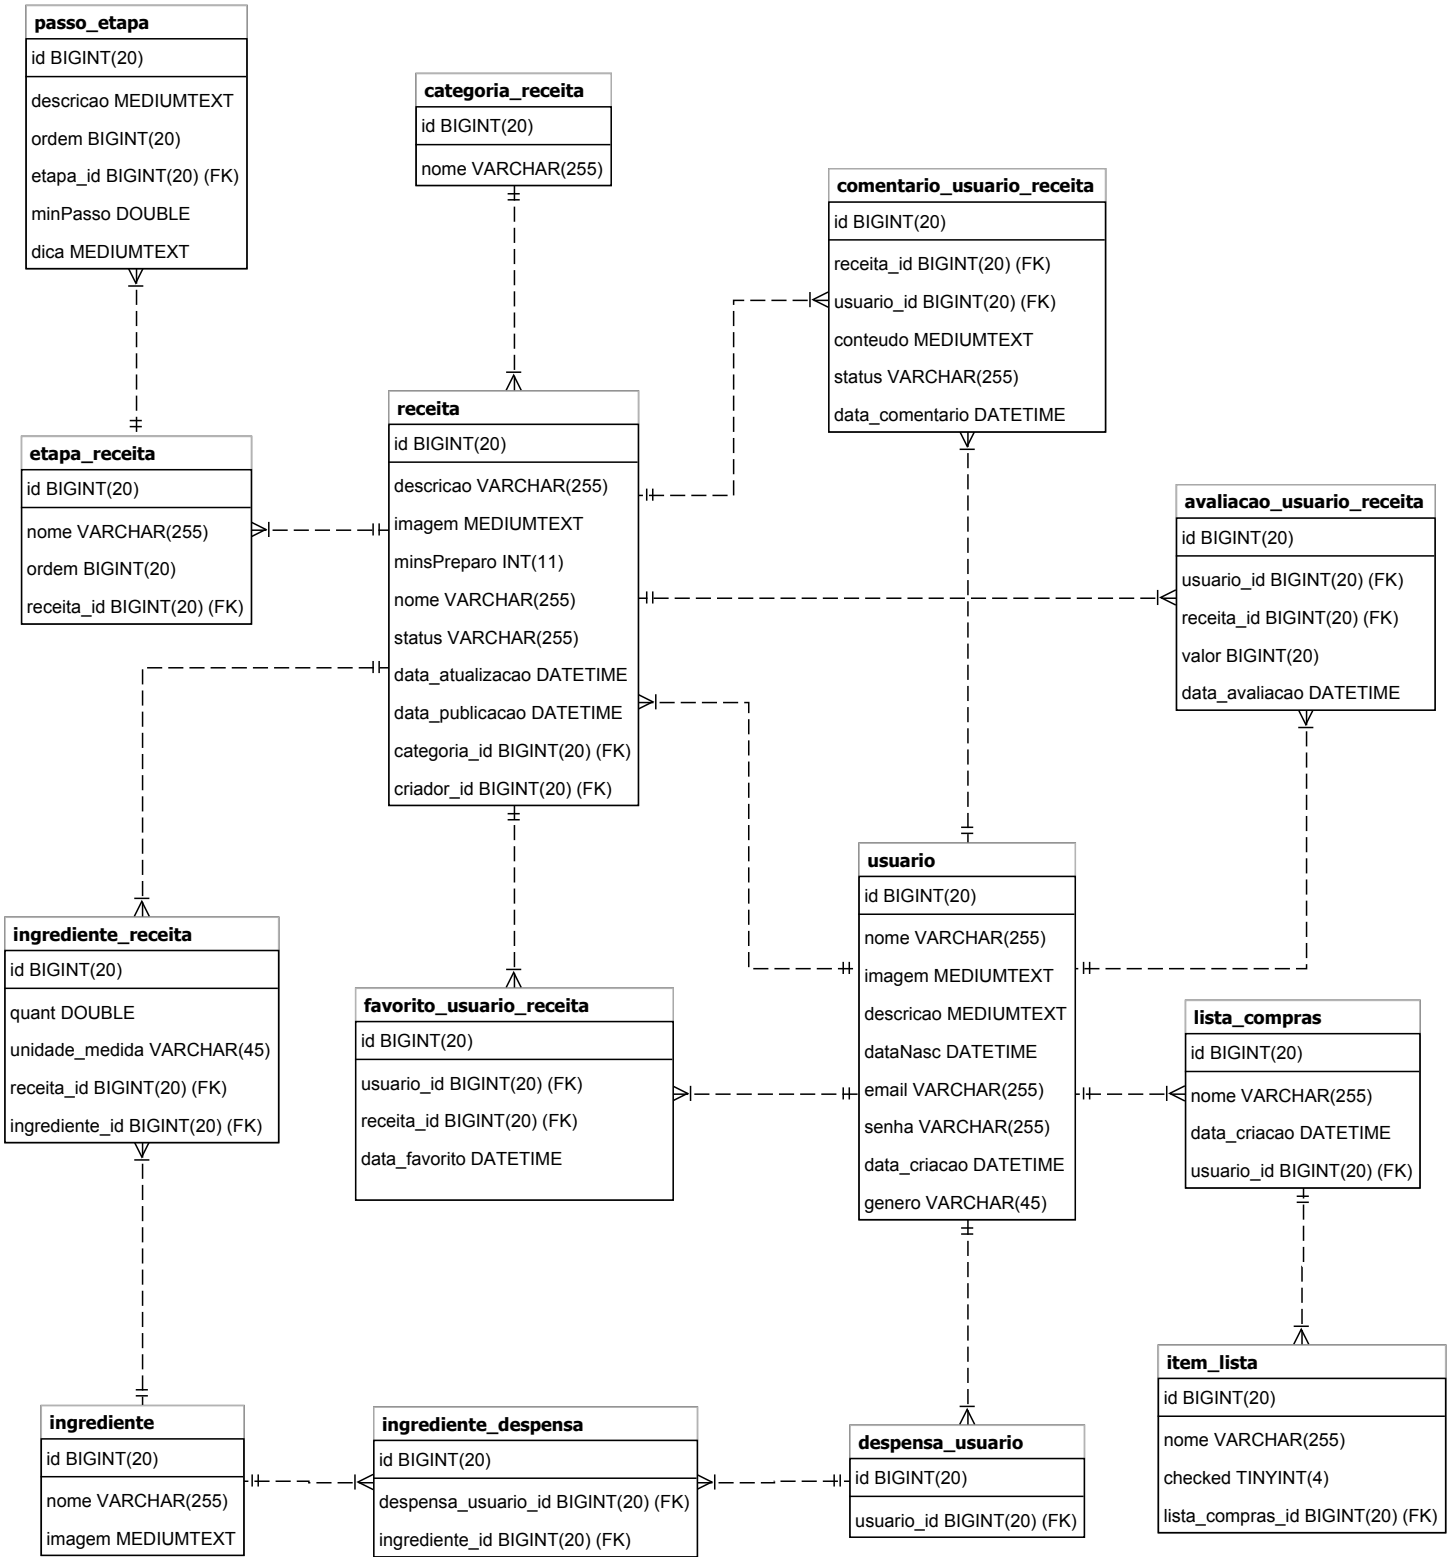 passo_etapa
id BIGINT(20)
descricao MEDIUMTEXT
ordem BIGINT(20)
etapa_id BIGINT(20) (FK)
minPasso DOUBLE
dica MEDIUMTEXT
categoria_receita
id BIGINT(20)
nome VARCHAR(255)
comentario_usuario_receita
id BIGINT(20)
receita_id BIGINT(20) (FK)
usuario_id BIGINT(20) (FK)
conteudo MEDIUMTEXT
status VARCHAR(255)
data_comentario DATETIME
etapa_receita
id BIGINT(20)
nome VARCHAR(255)
ordem BIGINT(20)
receita_id BIGINT(20) (FK)
receita
id BIGINT(20)
descricao VARCHAR(255)
imagem MEDIUMTEXT
minsPreparo INT(11)
nome VARCHAR(255)
status VARCHAR(255)
data_atualizacao DATETIME
data_publicacao DATETIME
categoria_id BIGINT(20) (FK)
criador_id BIGINT(20) (FK)
avaliacao_usuario_receita
id BIGINT(20)
usuario_id BIGINT(20) (FK)
receita_id BIGINT(20) (FK)
valor BIGINT(20)
data_avaliacao DATETIME
ingrediente_receita
id BIGINT(20)
quant DOUBLE
unidade_medida VARCHAR(45)
receita_id BIGINT(20) (FK)
ingrediente_id BIGINT(20) (FK)
favorito_usuario_receita
id BIGINT(20)
usuario_id BIGINT(20) (FK)
receita_id BIGINT(20) (FK)
data_favorito DATETIME
usuario
id BIGINT(20)
nome VARCHAR(255)
imagem MEDIUMTEXT
descricao MEDIUMTEXT
dataNasc DATETIME
email VARCHAR(255)
senha VARCHAR(255)
data_criacao DATETIME
genero VARCHAR(45)
lista_compras
id BIGINT(20)
nome VARCHAR(255)
data_criacao DATETIME
usuario_id BIGINT(20) (FK)
ingrediente
id BIGINT(20)
nome VARCHAR(255)
imagem MEDIUMTEXT
ingrediente_despensa
id BIGINT(20)
despensa_usuario_id BIGINT(20) (FK)
ingrediente_id BIGINT(20) (FK)
despensa_usuario
id BIGINT(20)
usuario_id BIGINT(20) (FK)
item_lista
id BIGINT(20)
nome VARCHAR(255)
checked TINYINT(4)
lista_compras_id BIGINT(20) (FK)